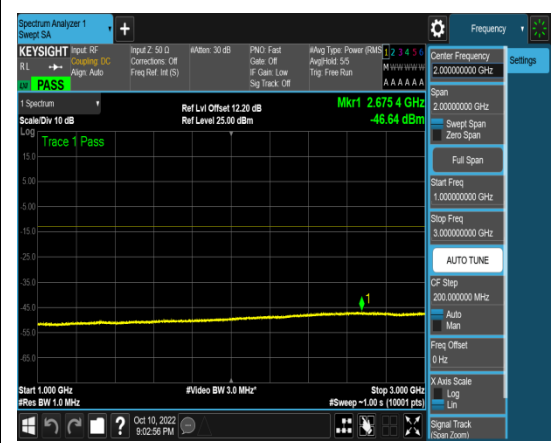 Spectrum Analyzer 1
Swept SA
+
Frequency
KEYSIGHT
RL
PASS
Input: RF
Coupling: DC
Align: Auto
Input Z: 50 Ω
Corrections: Off
Freq Ref: Int (S)
#Atten: 30 dB
PNO: Fast
Gate: Off
IF Gain: Low
Sig Track: Off
#Avg Type: Power (RMS
Avg|Hold: 5/5
Trig: Free Run
1 2 3 4 5 6
M W W W W W
A A A A A A
1 Spectrum
Scale/Div 10 dB
Ref Lvl Offset 12.20 dB
Ref Level 25.00 dBm
Mkr1 2.675 4 GHz
-46.64 dBm
Log
Trace 1 Pass
15.0
5.00
-5.00
-15.0
-25.0
-35.0
-45.0
-55.0
-65.0
1
Start 1.000 GHz
#Res BW 1.0 MHz
#Video BW 3.0 MHz*
Stop 3.000 GHz
#Sweep ~1.00 s (10001 pts)
Oct 10, 2022
9:02:56 PM
?
Center Frequency
2.000000000 GHz
Settings
Span
2.00000000 GHz
Swept Span
Zero Span
Full Span
Start Freq
1.000000000 GHz
Stop Freq
3.000000000 GHz
AUTO TUNE
CF Step
200.000000 MHz
Auto
Man
Freq Offset
0 Hz
X Axis Scale
Log
Lin
Signal Track
(Span Zoom)